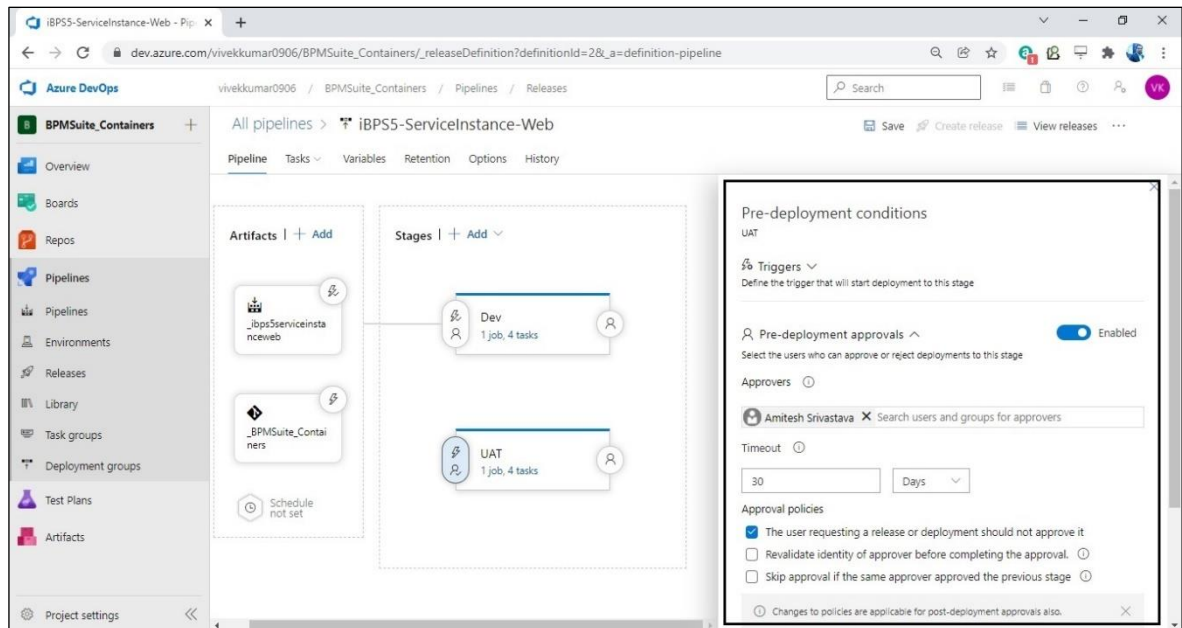 iBPS5-ServiceInstance-Web - Pip
dev.azure.com/vivekkumar0906/BPMSuite_Containers/_releaseDefinition?definitionId=2&_a=definition-pipeline
Azure DevOps
vivekkumar0906 / BPMSuite_Containers / Pipelines / Releases
Search
VK
B BPMSuite_Containers
All pipelines > iBPS5-ServiceInstance-Web
Save Create release View releases ...
Pipeline Tasks Variables Retention Options History
Overview
Boards
Repos
Pipelines
Pipelines
Environments
Releases
Library
Task groups
Deployment groups
Test Plans
Artifacts
Project settings
Artifacts | + Add
_ibps5serviceinsta
nceweb
_BPMSuite_Contai
ners
Schedule
not set
Stages | + Add
Dev
1 job, 4 tasks
UAT
1 job, 4 tasks
Pre-deployment conditions
UAT
Triggers
Define the trigger that will start deployment to this stage
Pre-deployment approvals
Enabled
Select the users who can approve or reject deployments to this stage
Approvers
Amitesh Srivastava Search users and groups for approvers
Timeout
30 Days
Approval policies
The user requesting a release or deployment should not approve it
Revalidate identity of approver before completing the approval.
Skip approval if the same approver approved the previous stage
Changes to policies are applicable for post-deployment approvals also.